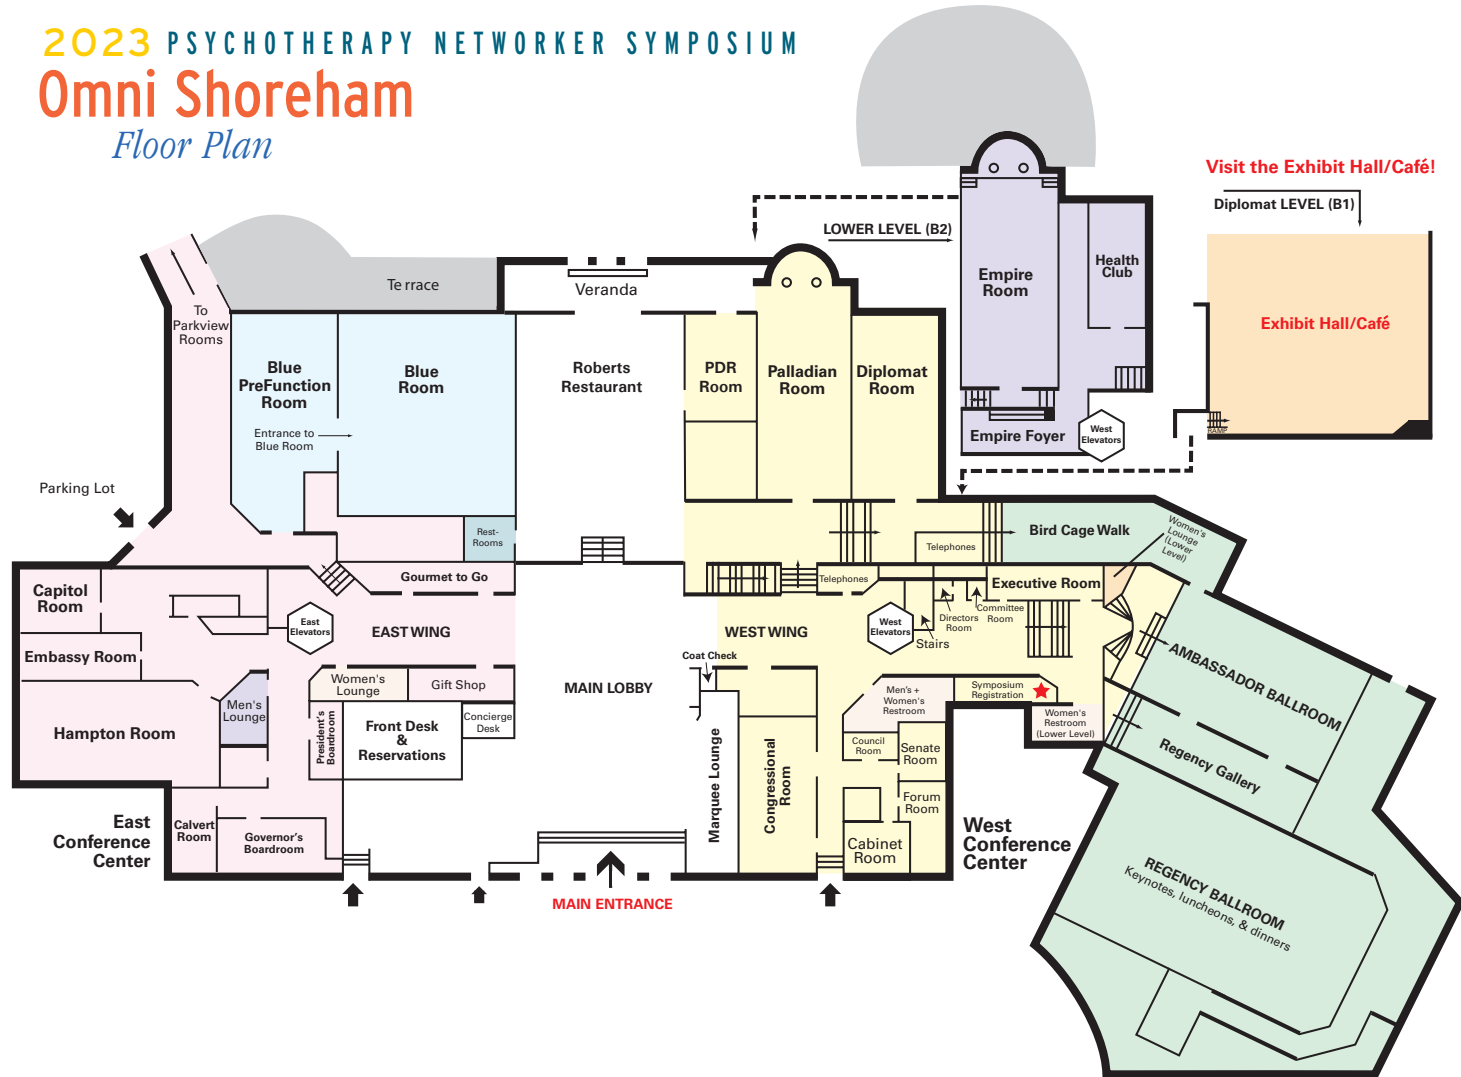 2023 PSYCHOTHERAPY NETWORKER SYMPOSIUM
Omni Shoreham
Floor Plan
Visit the Exhibit Hall/Café!
Diplomat LEVEL (B1)
LOWER LEVEL (B2)
Empire
Room
Health
Club
Exhibit Hall/Café
RAMP
Empire Foyer
West
Elevators
Te rrace
Veranda
To
Parkview
Rooms
Blue
PreFunction
Room
Entrance to
Blue Room
Blue
Room
Roberts
Restaurant
PDR
Room
Palladian
Room
Diplomat
Room
Parking Lot
Rest-
Rooms
Telephones
Bird Cage Walk
Women's
Lounge
(Lower
Level)
Capitol
Room
Gourmet to Go
Telephones
Executive Room
Committee
Room
Directors
Room
Stairs
East
Elevators
EAST WING
WEST WING
West
Elevators
Embassy Room
Coat Check
AMBASSADOR BALLROOM
Women's
Lounge
Gift Shop
MAIN LOBBY
Men's +
Women's
Restroom
Symposium
Registration
Men's
Lounge
Hampton Room
President's
Boardroom
Front Desk
&
Reservations
Concierge
Desk
Women's
Restroom
(Lower Level)
Council
Room
Senate
Room
Regency Gallery
Marquee Lounge
Congressional
Room
Forum
Room
East
Conference
Center
Calvert
Room
Governor's
Boardroom
Cabinet
Room
West
Conference
Center
REGENCY BALLROOM
Keynotes, luncheons, & dinners
MAIN ENTRANCE